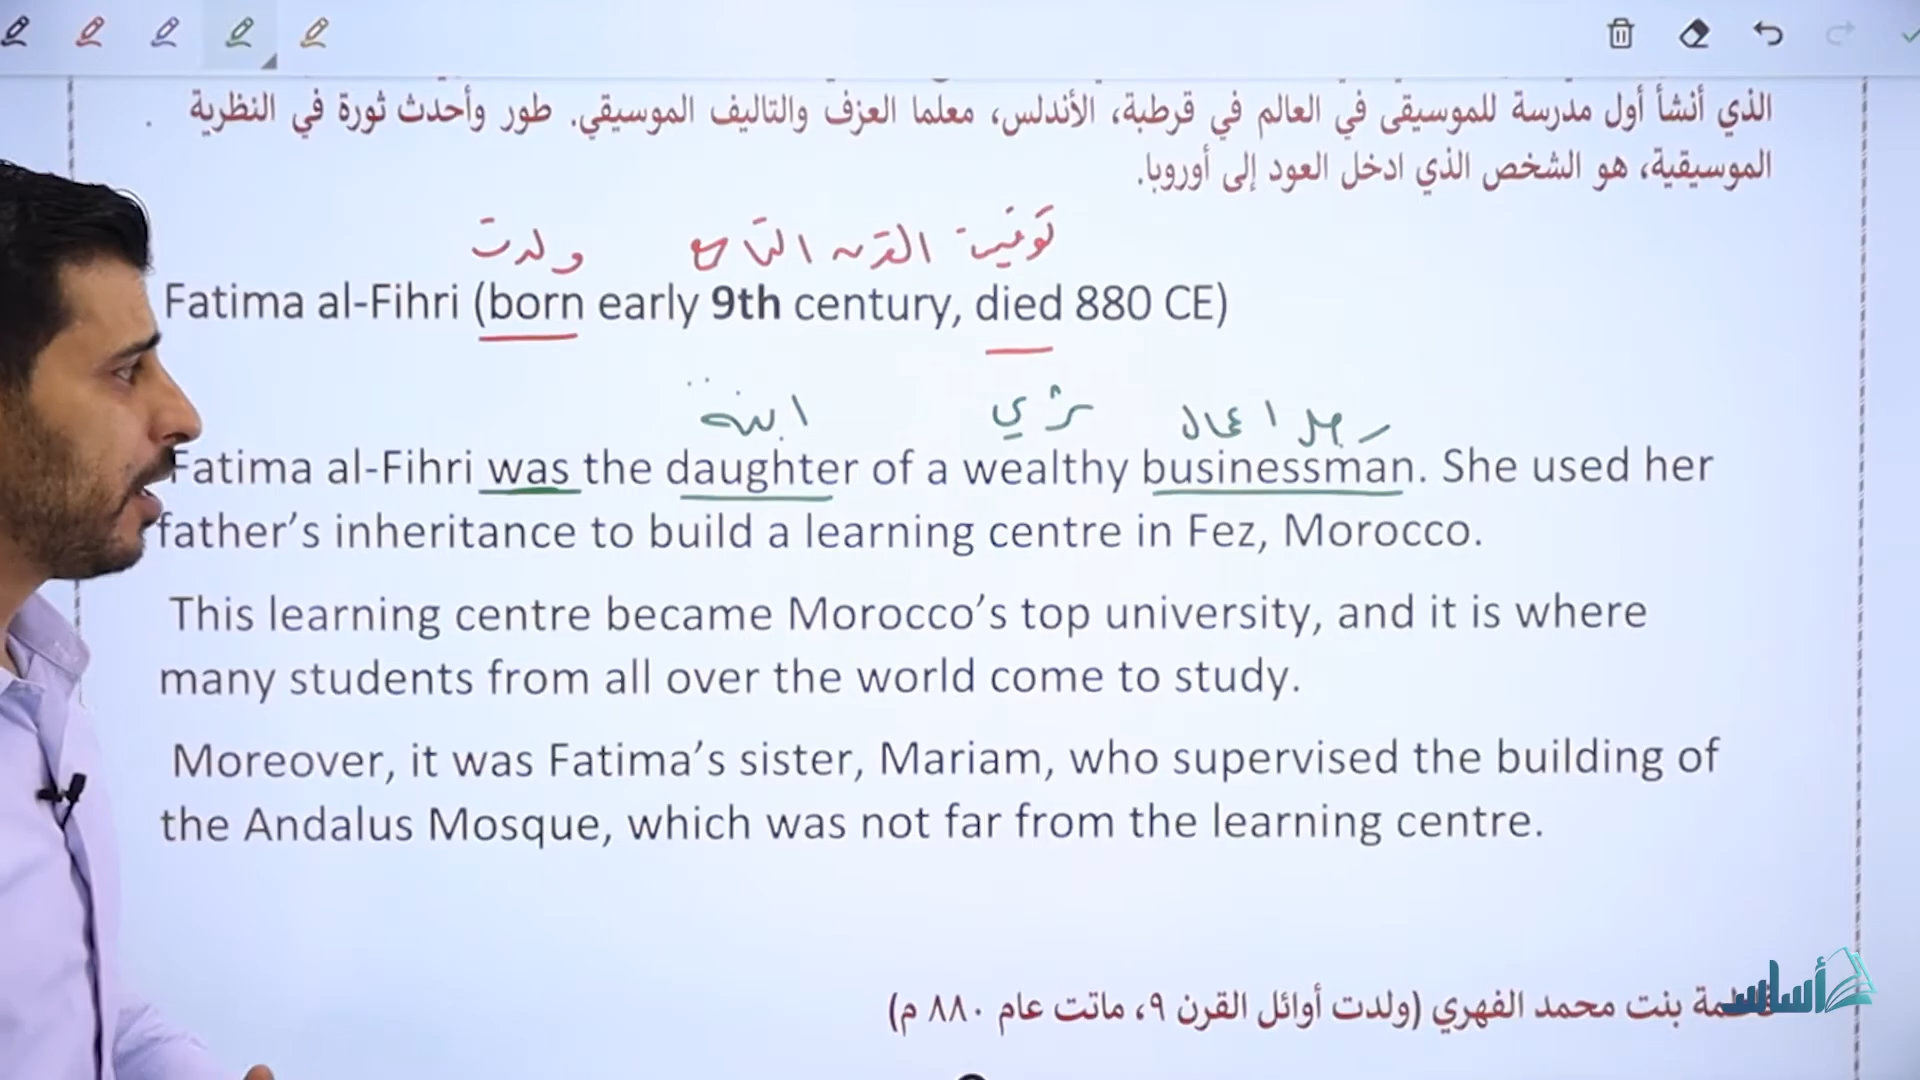 الذي أنشأ أول مدرسة للموسيقى في العالم في قرطبة، الأندلس، معلما العزف والتاليف الموسيقي. طور وأحدث ثورة في النظرية
الموسيقية، هو الشخص الذي ادخل العود إلى أوروبا.
ولدت القرن التاسع توفيت
Fatima al-Fihri (born early 9th century, died 880 CE)
ابنة ثري رجل اعمال
Fatima al-Fihri was the daughter of a wealthy businessman. She used her
father’s inheritance to build a learning centre in Fez, Morocco.
This learning centre became Morocco’s top university, and it is where
many students from all over the world come to study.
Moreover, it was Fatima’s sister, Mariam, who supervised the building of
the Andalus Mosque, which was not far from the learning centre.
فاطمة بنت محمد الفهري (ولدت أوائل القرن ٩، ماتت عام ٨٨٠ م)
أساس